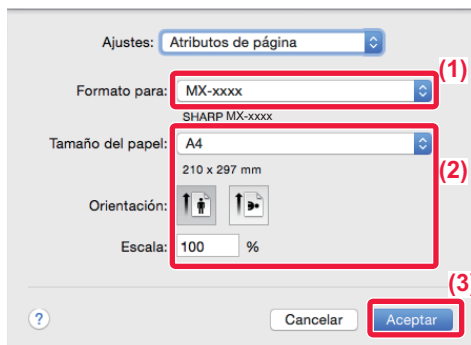 Ajustes: Atributos de página
(1)
Formato para: MX-xxxx
SHARP MX-xxxx
Tamaño del papel: A4
210 x 297 mm
(2)
Orientación:
Escala: 100 %
(3)
? Cancelar Aceptar